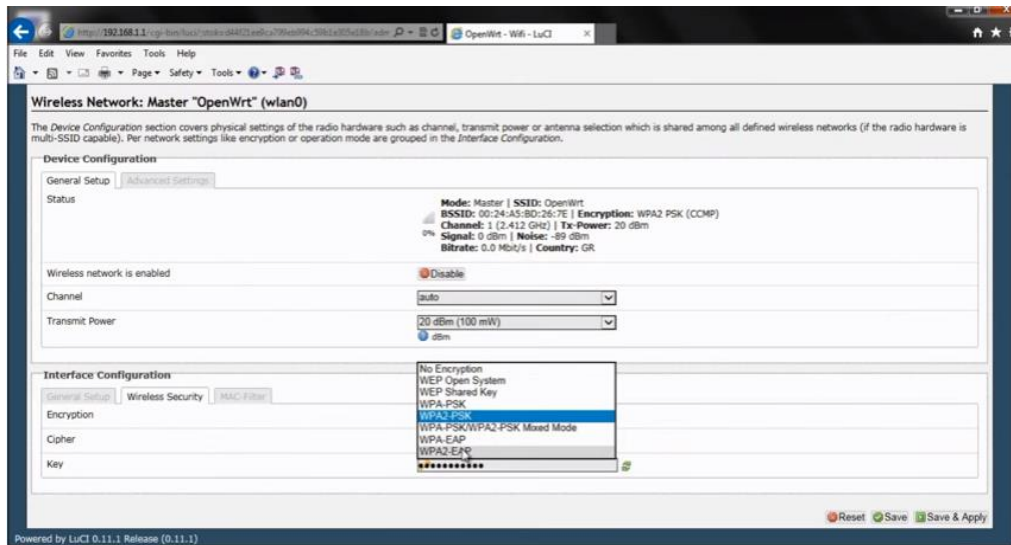 http://192.168.1.1/cgi-bin/luci/
OpenWrt - Wifi - LuCI
File Edit View Favorites Tools Help
Page Safety Tools
Wireless Network: Master "OpenWrt" (wlan0)
The Device Configuration section covers physical settings of the radio hardware such as channel, transmit power or antenna selection which is shared among all defined wireless networks (if the radio hardware is
multi-SSID capable). Per network settings like encryption or operation mode are grouped in the Interface Configuration.
Device Configuration
General Setup Advanced Settings
Status
Mode: Master | SSID: OpenWrt
BSSID: 00:24:A5:BD:26:7E | Encryption: WPA2 PSK (CCMP)
Channel: 1 (2.412 GHz) | Tx-Power: 20 dBm
0% Signal: 0 dBm | Noise: -89 dBm
Bitrate: 0.0 Mbit/s | Country: GR
Wireless network is enabled Disable
Channel auto
Transmit Power 20 dBm (100 mW)
dBm
Interface Configuration
General Setup Wireless Security MAC-Filter
Encryption
Cipher
Key
No Encryption
WEP Open System
WEP Shared Key
WPA-PSK
WPA2-PSK
WPA-PSK/WPA2-PSK Mixed Mode
WPA-EAP
WPA2-EAP
Reset Save Save & Apply
Powered by LuCI 0.11.1 Release (0.11.1)